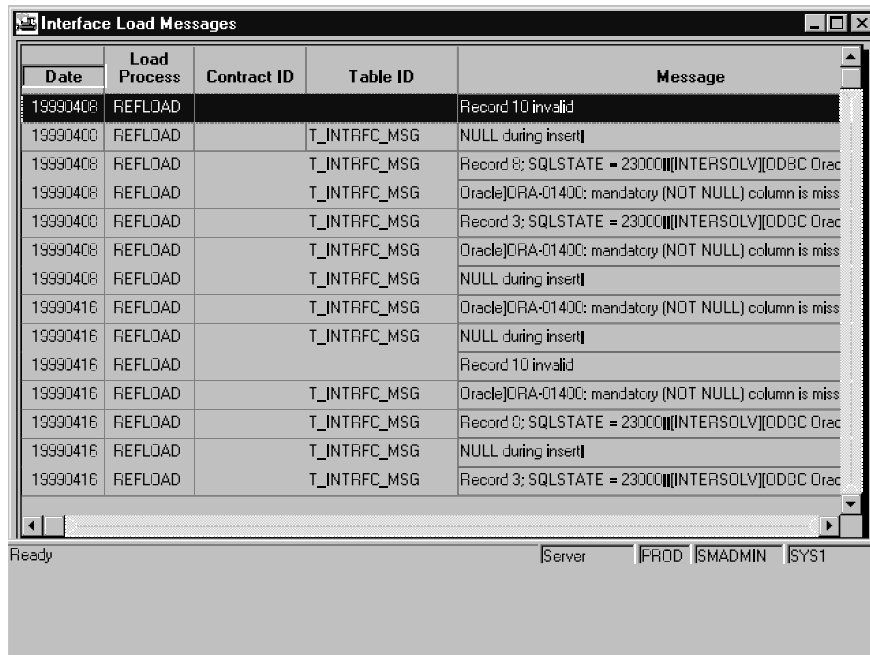 Interface Load Messages
Date Load Process Contract ID Table ID Message
19990408 REFLOAD Record 10 invalid
19990408 REFLOAD T_INTRFC_MSG NULL during insert
19990408 REFLOAD T_INTRFC_MSG Record 8; SQLSTATE = 23000[INTERSOLV][ODBC Orac
19990408 REFLOAD T_INTRFC_MSG Oracle]ORA-01400: mandatory (NOT NULL) column is miss
19990408 REFLOAD T_INTRFC_MSG Record 3; SQLSTATE = 23000[INTERSOLV][ODBC Orac
19990408 REFLOAD T_INTRFC_MSG Oracle]ORA-01400: mandatory (NOT NULL) column is miss
19990408 REFLOAD T_INTRFC_MSG NULL during insert
19990416 REFLOAD T_INTRFC_MSG Oracle]ORA-01400: mandatory (NOT NULL) column is miss
19990416 REFLOAD T_INTRFC_MSG NULL during insert
19990416 REFLOAD Record 10 invalid
19990416 REFLOAD T_INTRFC_MSG Oracle]ORA-01400: mandatory (NOT NULL) column is miss
19990416 REFLOAD T_INTRFC_MSG Record 8; SQLSTATE = 23000[INTERSOLV][ODBC Orac
19990416 REFLOAD T_INTRFC_MSG NULL during insert
19990416 REFLOAD T_INTRFC_MSG Record 3; SQLSTATE = 23000[INTERSOLV][ODBC Orac
Ready Server PROD SMADMIN SYS1